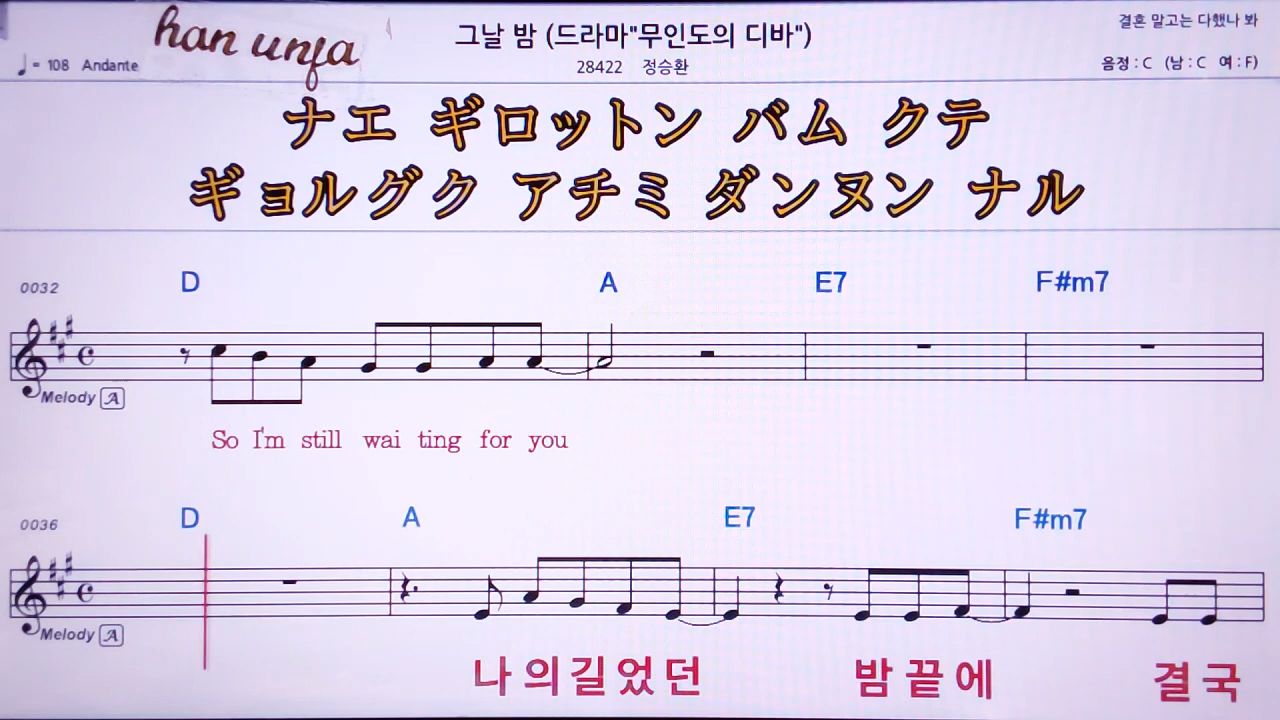 han unja
그날 밤 (드라마"무인도의 디바")
결혼 말고는 다했나 봐
♩= 108 Andante
28422 정승환
음정 : C (남 : C 여 : F)
ナエ ギロットン バム クテ
ギョルグク アチミ ダンヌン ナル
0032 D A E7 F#m7
Melody A
So I'm still wai ting for you
0036 D A E7 F#m7
Melody A
나 의 길 었 던 밤 끝 에 결 국